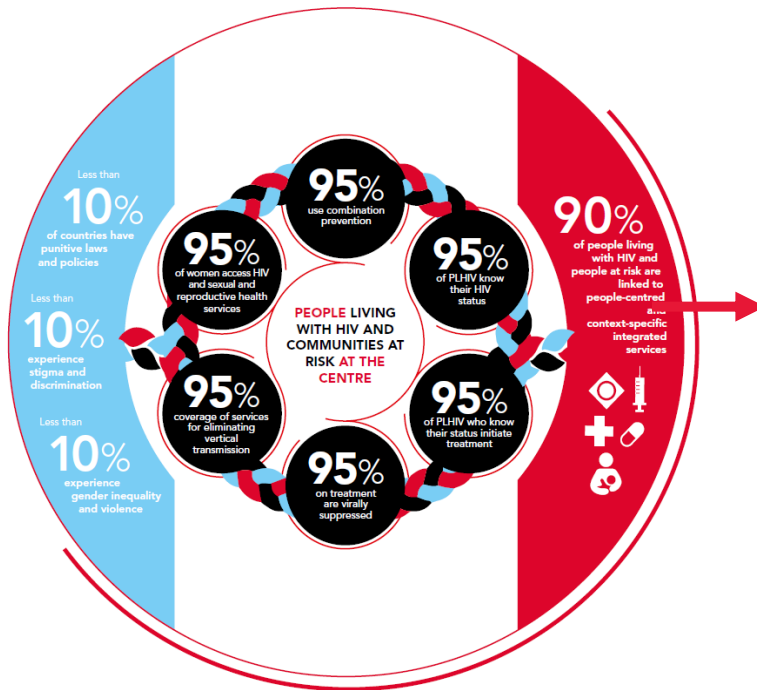 Less than
10%
of countries have
punitive laws
and policies
Less than
10%
experience
stigma and
discrimination
Less than
10%
experience
gender inequality
and violence
95%
use combination
prevention
95%
of women access HIV
and sexual and
reproductive health
services
95%
of PLHIV know
their HIV
status
PEOPLE LIVING
WITH HIV AND
COMMUNITIES AT
RISK AT THE
CENTRE
95%
coverage of services
for eliminating
vertical
transmission
95%
of PLHIV who know
their status initiate
treatment
95%
on treatment
are virally
suppressed
90%
of people living
with HIV and
people at risk are
linked to
people-centred
and
context-specific
integrated
services